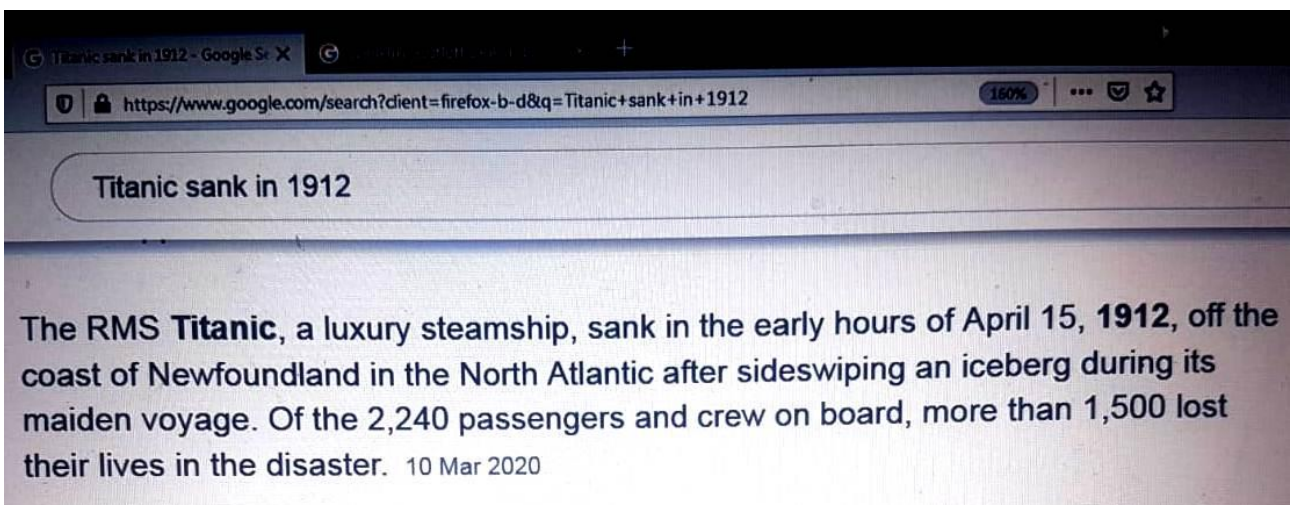 Titanic sank in 1912 - Google Se
https://www.google.com/search?client=firefox-b-d&q=Titanic+sank+in+1912 160%
Titanic sank in 1912
The RMS Titanic, a luxury steamship, sank in the early hours of April 15, 1912, off the
coast of Newfoundland in the North Atlantic after sideswiping an iceberg during its
maiden voyage. Of the 2,240 passengers and crew on board, more than 1,500 lost
their lives in the disaster. 10 Mar 2020